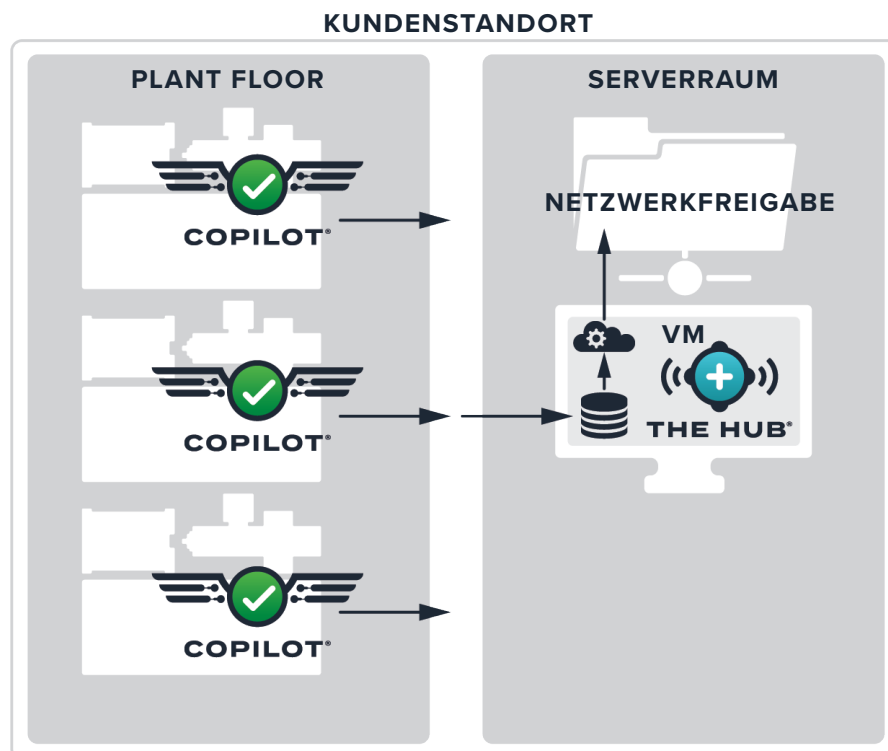 KUNDENSTANDORT
PLANT FLOOR
COPILOT®
COPILOT®
COPILOT®
SERVERRAUM
NETZWERKFREIGABE
VM
THE HUB®